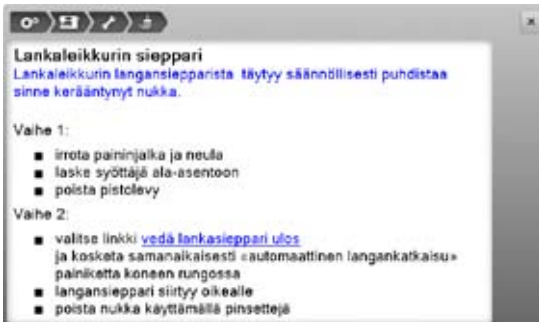 Lankaleikkurin sieppari
Lankaleikkurin langansiepparista täytyy säännöllisesti puhdistaa
sinne kerääntynyt nukka.
Vaihe 1:
■ irrota paininjalka ja neula
■ laske syöttäjä ala-asentoon
■ poista pistolevy
Vaihe 2:
■ valitse linkki vedä lankasieppari ulos
ja kosketa samanaikaisesti «automaattinen langankatkaisu»
painiketta koneen rungossa
■ langansieppari siirtyy oikealle
■ poista nukka käyttämällä pinsettejä